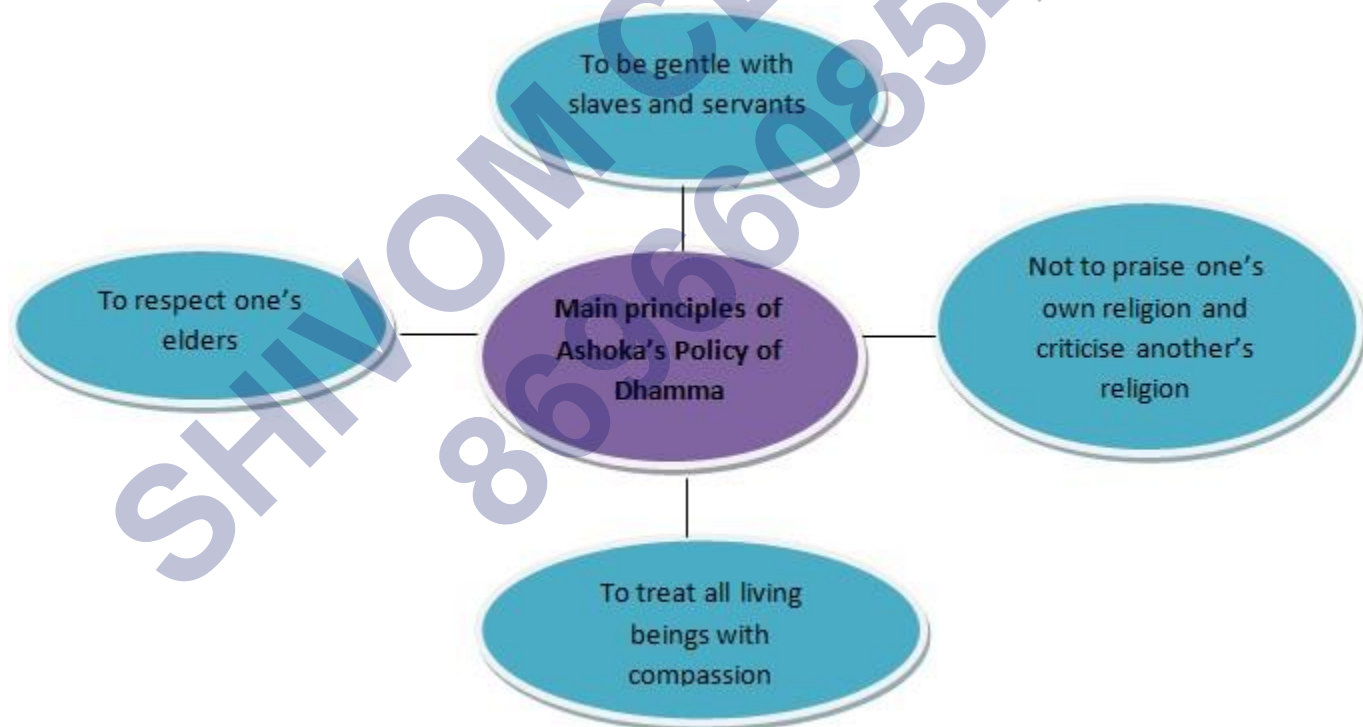 To be gentle with
slaves and servants
To respect one's
elders
Main principles of
Ashoka's Policy of
Dhamma
Not to praise one's
own religion and
criticise another's
religion
To treat all living
beings with
compassion
SHIVOM